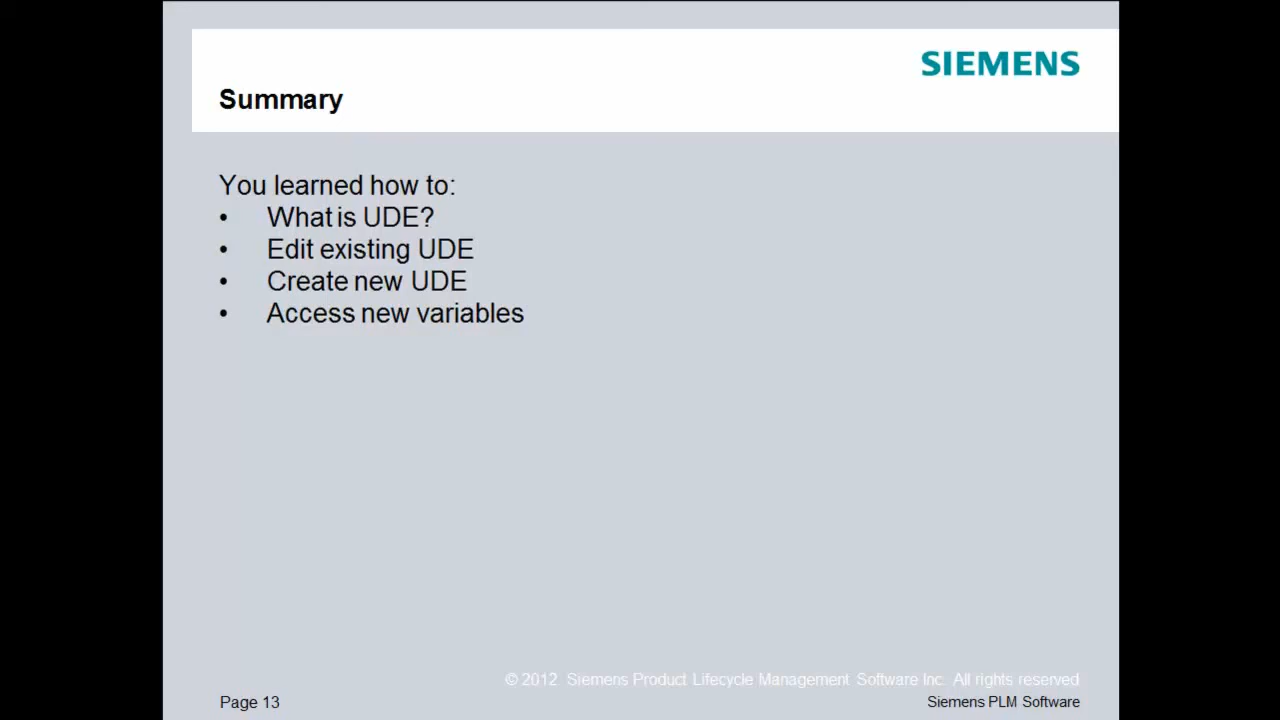 SIEMENS
Summary
You learned how to:
• What is UDE?
• Edit existing UDE
• Create new UDE
• Access new variables
© 2012. Siemens Product Lifecycle Management Software Inc. All rights reserved
Page 13
Siemens PLM Software